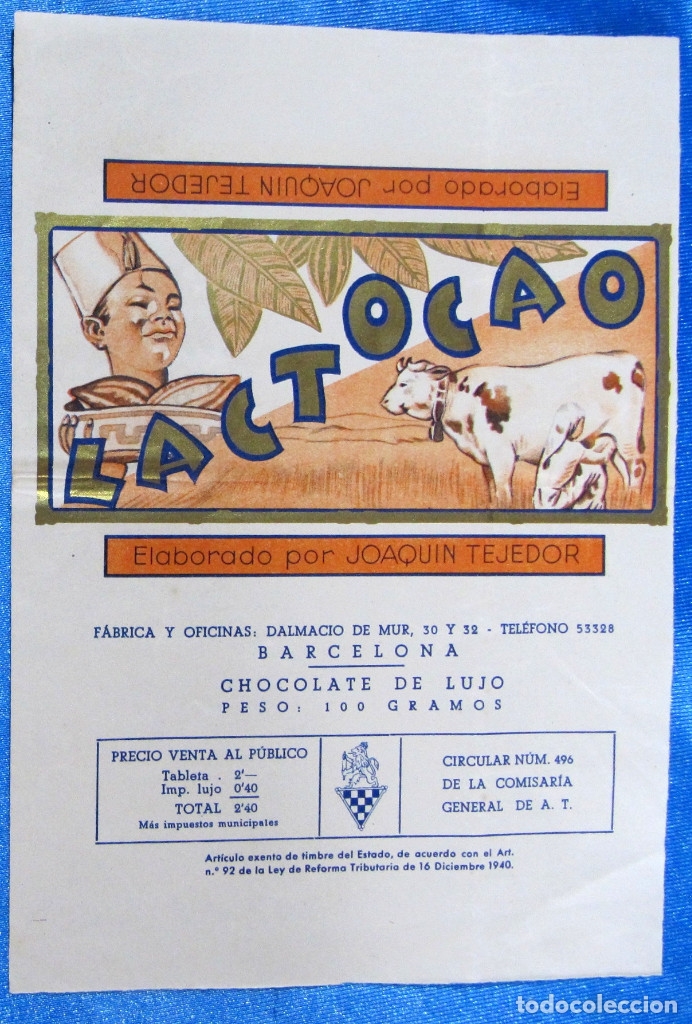 Elaborado por JOAQUIN TEJEDOR
LACTOCAO
Elaborado por JOAQUIN TEJEDOR
FÁBRICA Y OFICINAS: DALMACIO DE MUR, 30 Y 32 - TELÉFONO 53328
BARCELONA
CHOCOLATE DE LUJO
PESO: 100 GRAMOS
PRECIO VENTA AL PÚBLICO
Tableta . 2'—
Imp. lujo 0'40
TOTAL 2'40
Más impuestos municipales
CIRCULAR NÚM. 496
DE LA COMISARÍA
GENERAL DE A. T.
Artículo exento de timbre del Estado, de acuerdo con el Art.
n.º 92 de la Ley de Reforma Tributaria de 16 Diciembre 1940.
todocoleccion